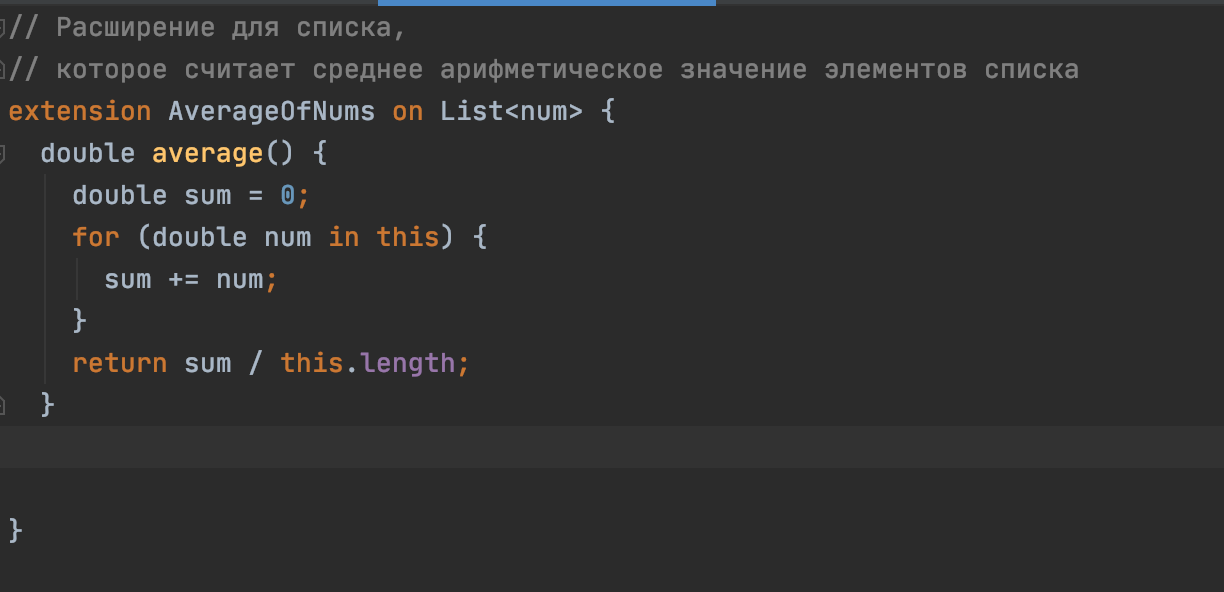 // Расширение для списка,
// которое считает среднее арифметическое значение элементов списка
extension AverageOfNums on List<num> {
  double average() {
    double sum = 0;
    for (double num in this) {
      sum += num;
    }
    return sum / this.length;
  }
}